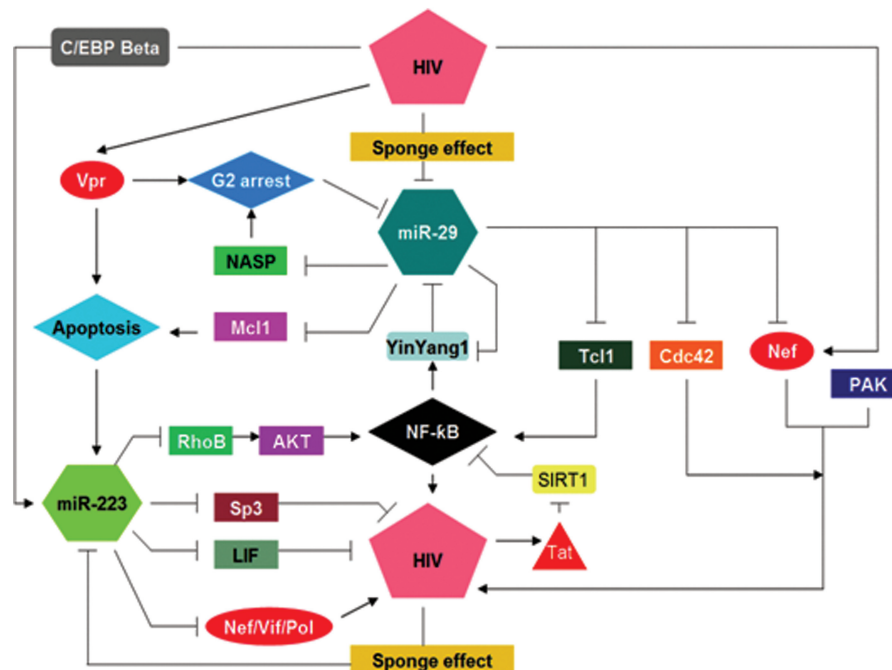 C/EBP Beta
HIV
Sponge effect
Vpr
G2 arrest
miR-29
NASP
Apoptosis
Mcl1
YinYang1
Tcl1
Cdc42
Nef
PAK
RhoB
AKT
NF-kB
SIRT1
miR-223
Sp3
LIF
HIV
Tat
Nef/Vif/Pol
Sponge effect